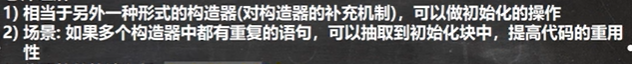 1) 相当于另外一种形式的构造器(对构造器的补充机制)，可以做初始化的操作
2) 场景: 如果多个构造器中都有重复的语句，可以抽取到初始化块中，提高代码的重用
性